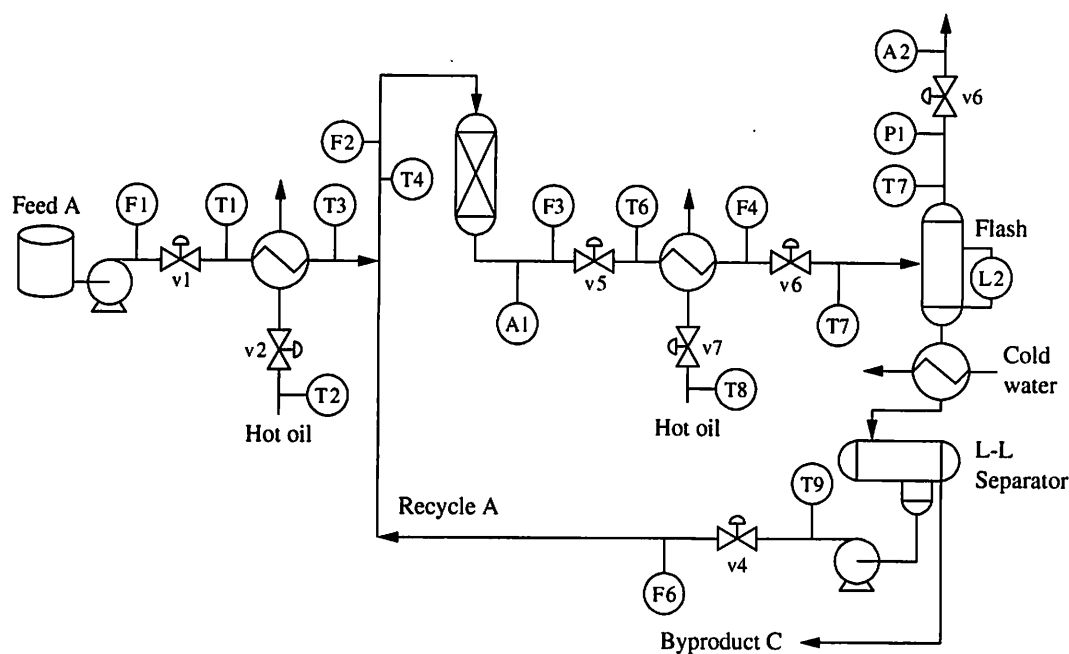 A2
v6
P1
F2
T4
T7
Feed A
F1
T1
T3
F3
T6
F4
Flash
L2
v1
v5
v6
A1
T7
v2
v7
Cold
water
T2
T8
Hot oil
Hot oil
L-L
Separator
Recycle A
T9
v4
F6
Byproduct C